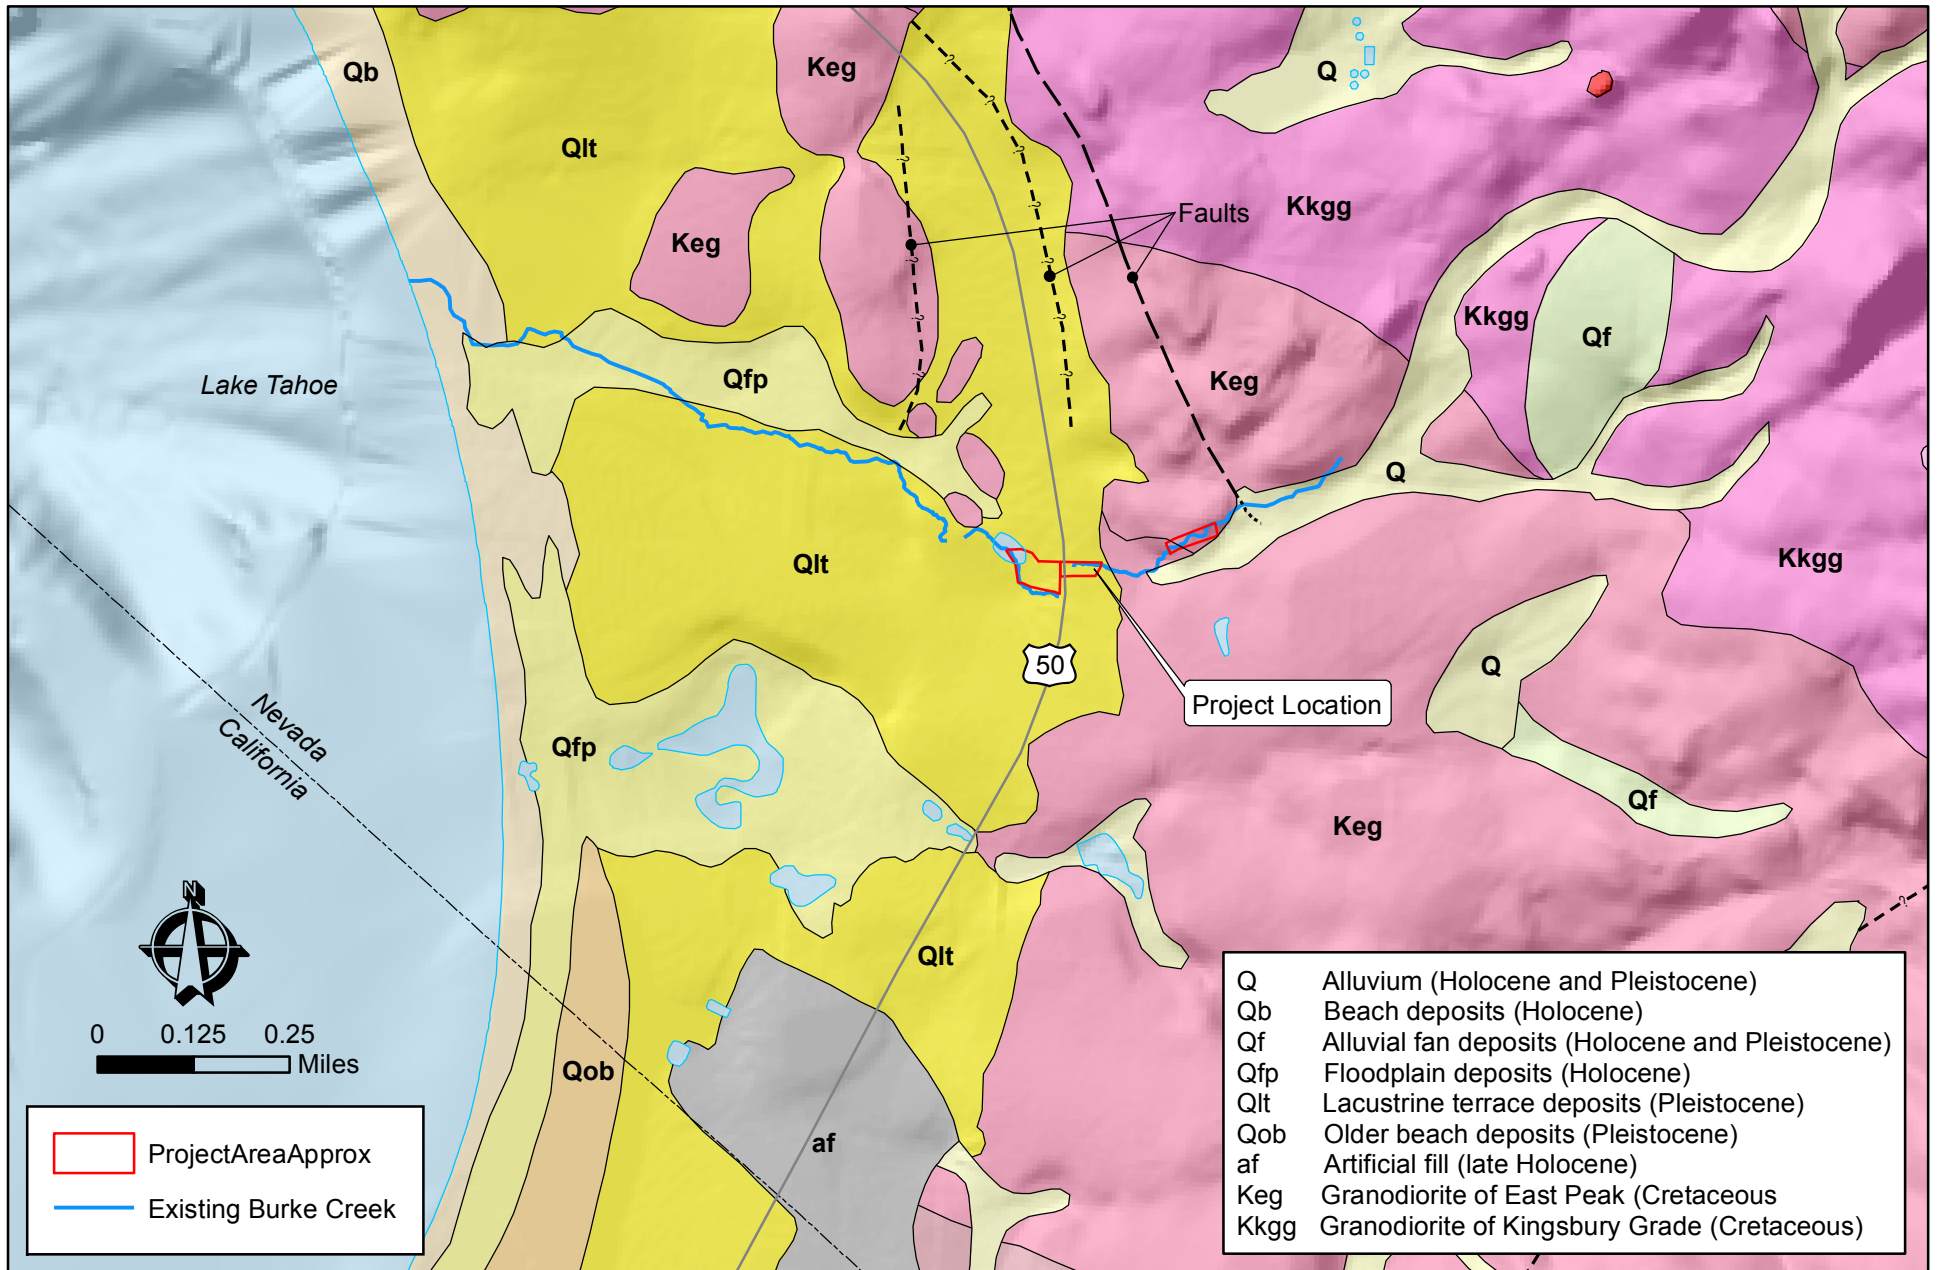 Qb
Keg
Q
Qlt
Keg
Faults
Kkgg
Kkgg
Qf
Lake Tahoe
Qfp
Keg
Q
Qlt
Kkgg
50
Project Location
Q
Nevada
California
Qfp
Qf
Keg
N
Qlt
0 0.125 0.25
Miles
Qob
af
ProjectAreaApprox
Existing Burke Creek
Q Alluvium (Holocene and Pleistocene)
Qb Beach deposits (Holocene)
Qf Alluvial fan deposits (Holocene and Pleistocene)
Qfp Floodplain deposits (Holocene)
Qlt Lacustrine terrace deposits (Pleistocene)
Qob Older beach deposits (Pleistocene)
af Artificial fill (late Holocene)
Keg Granodiorite of East Peak (Cretaceous
Kkgg Granodiorite of Kingsbury Grade (Cretaceous)